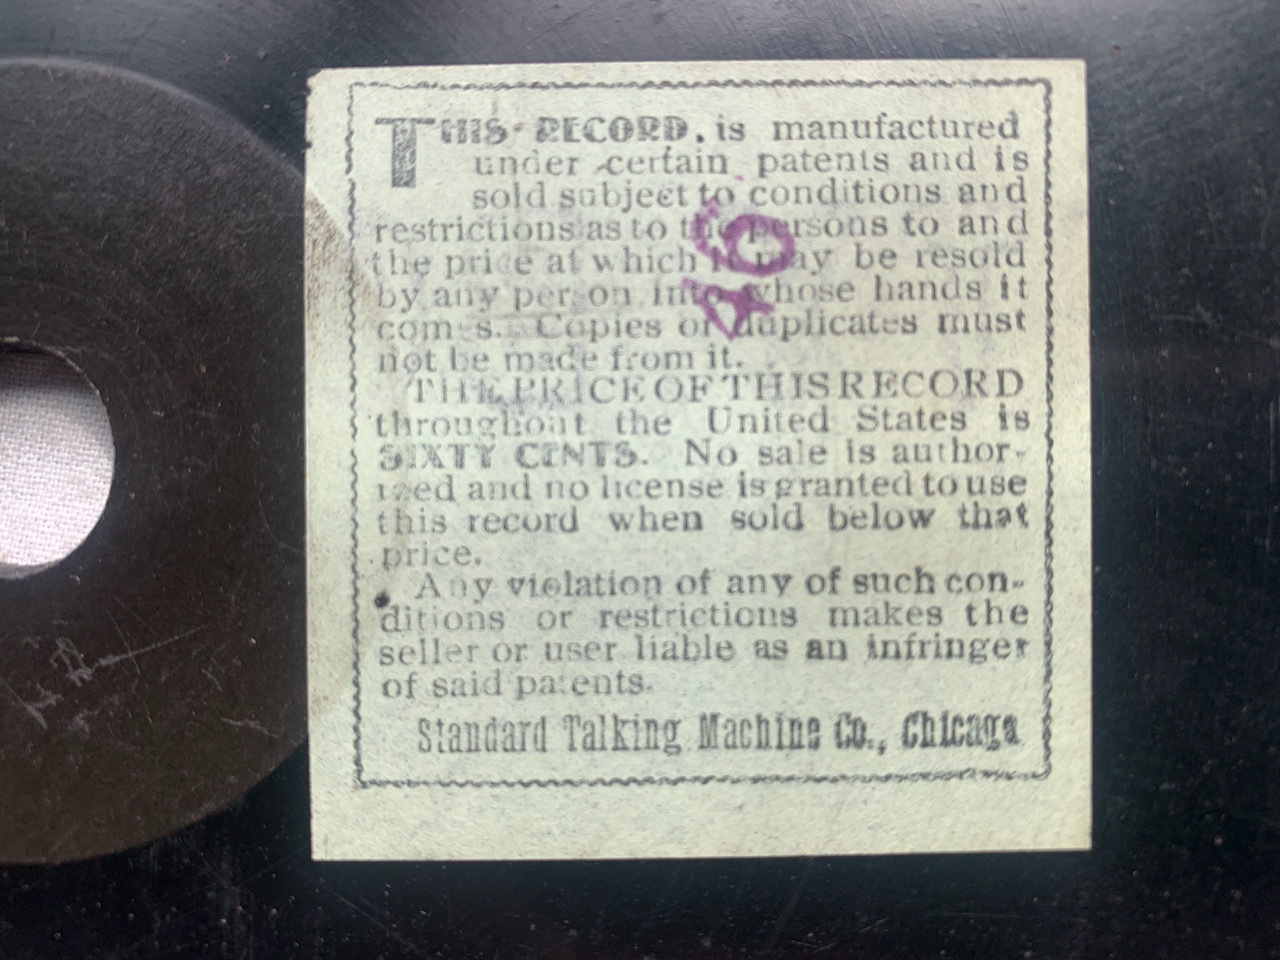 THIS RECORD, is manufactured
under certain patents and is
sold subject to conditions and
restrictions as to the persons to and
the price at which it may be resold
by any person into whose hands it
comes. Copies or duplicates must
not be made from it.
THE PRICE OF THIS RECORD
throughout the United States is
SIXTY CENTS. No sale is author-
ized and no license is granted to use
this record when sold below that
price.
Any violation of any of such con-
ditions or restrictions makes the
seller or user liable as an infringer
of said patents.
Standard Talking Machine Co., Chicago
46